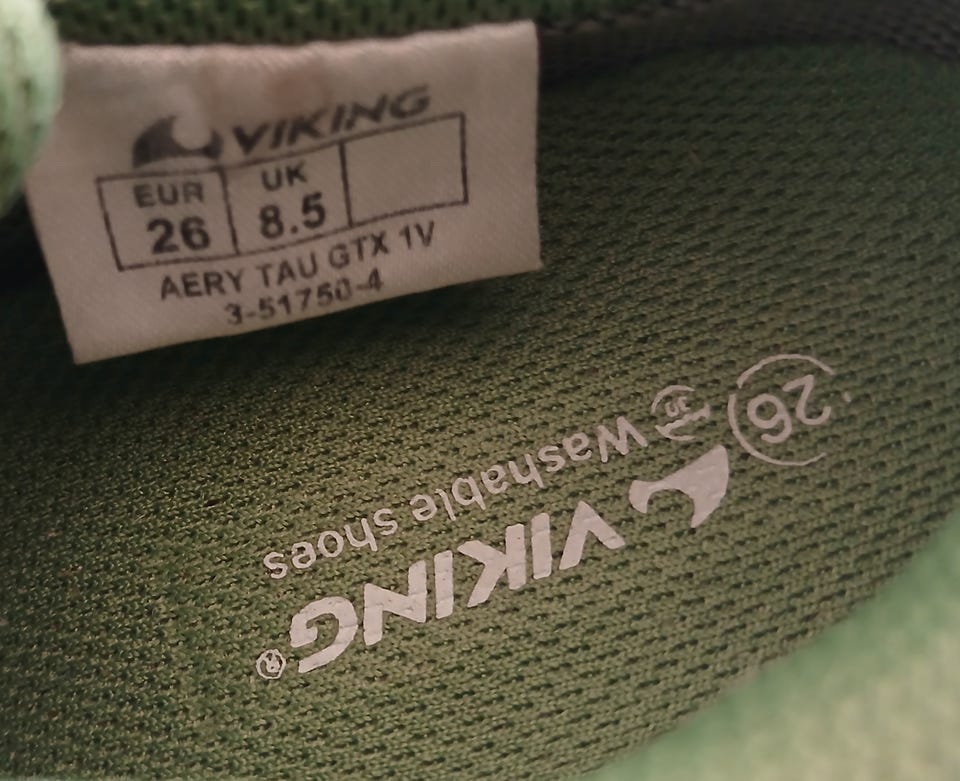 VIKING
EUR UK
26 8.5
AERY TAU GTX 1V
3-51750-4
26
Washable shoes
VIKING®